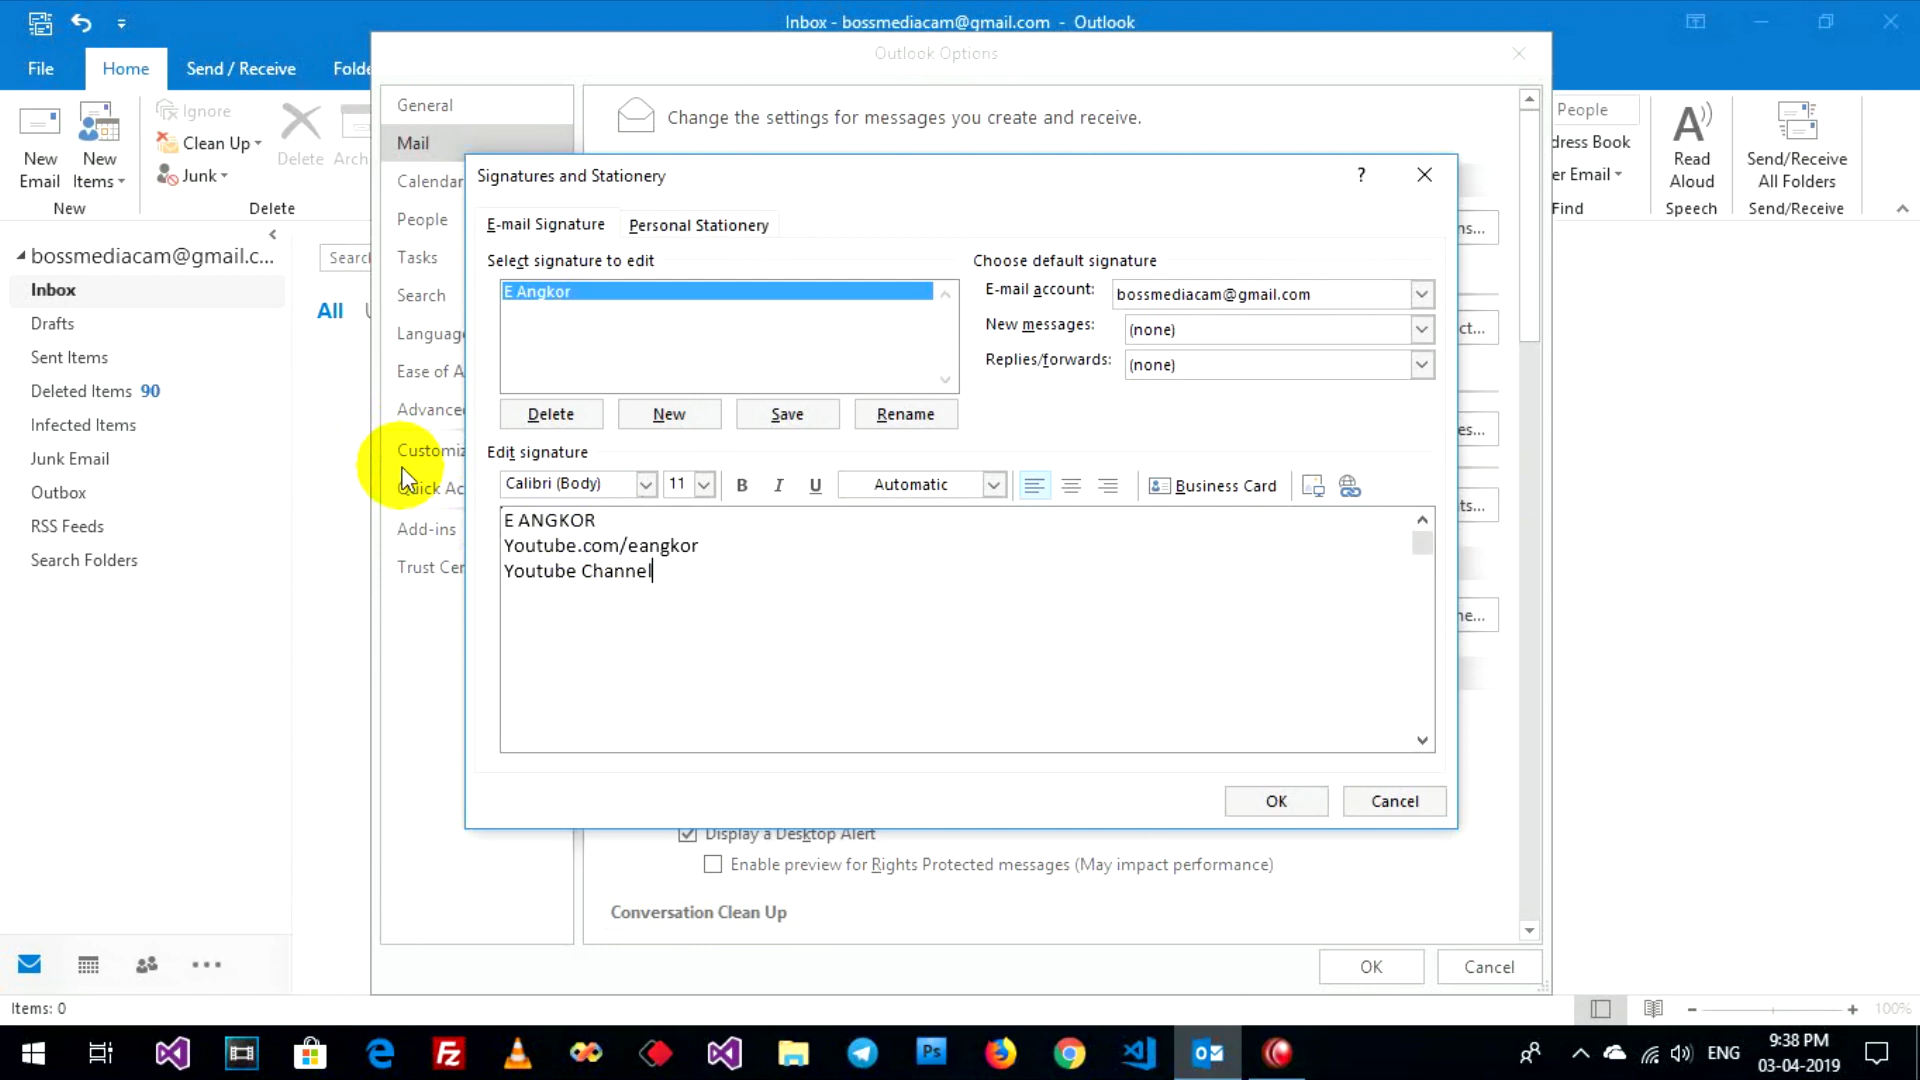 Inbox - bossmediacam@gmail.com - Outlook
File
Home
Send / Receive
Outlook Options
New Email
New Items
New
Ignore
Clean Up
Junk
Delete
Delete
General
Mail
Calendar
People
Tasks
Search
Add-ins
Change the settings for messages you create and receive.
People
Read Aloud
Speech
Send/Receive All Folders
Send/Receive
bossmediacam@gmail.c...
Inbox
Drafts
Sent Items
Deleted Items 90
Infected Items
Junk Email
Outbox
RSS Feeds
Search Folders
All
Signatures and Stationery
?
E-mail Signature
Personal Stationery
Select signature to edit
E Angkor
Delete
New
Save
Rename
Choose default signature
E-mail account: bossmediacam@gmail.com
New messages: (none)
Replies/forwards: (none)
Edit signature
Calibri (Body) 11 B I U Automatic Business Card
E ANGKOR
Youtube.com/eangkor
Youtube Channel
OK
Cancel
Display a Desktop Alert
Enable preview for Rights Protected messages (May impact performance)
Conversation Clean Up
OK
Cancel
Items: 0
100%
ENG
9:38 PM
03-04-2019